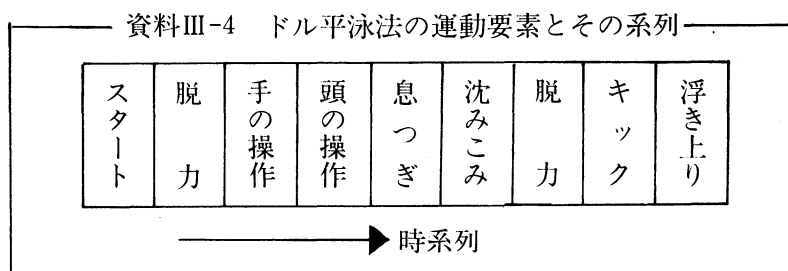 資料Ⅲ-4　ドル平泳法の運動要素とその系列
スタート
脱力
手の操作
頭の操作
息つぎ
沈みこみ
脱力
キック
浮き上り
時系列